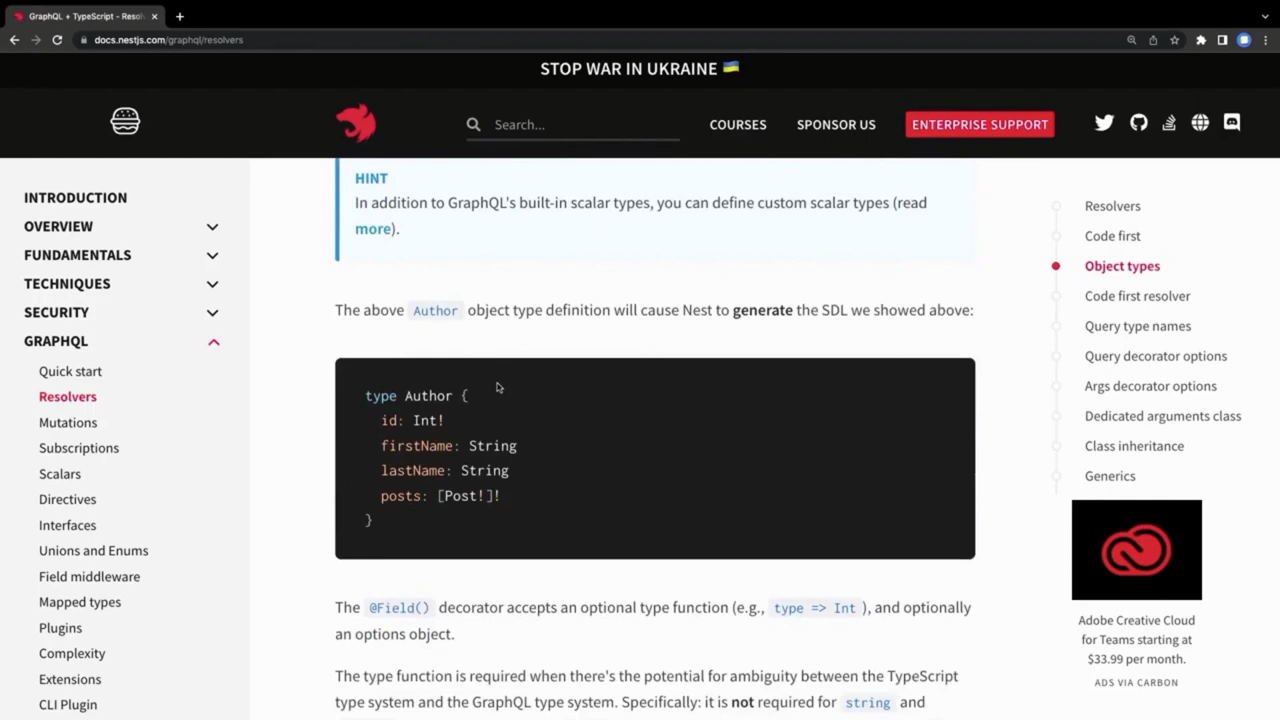 GraphQL + TypeScript - Resol
docs.nestjs.com/graphql/resolvers
STOP WAR IN UKRAINE 🇺🇦
Search...
COURSES
SPONSOR US
ENTERPRISE SUPPORT
INTRODUCTION
OVERVIEW
FUNDAMENTALS
TECHNIQUES
SECURITY
GRAPHQL
Quick start
Resolvers
Mutations
Subscriptions
Scalars
Directives
Interfaces
Unions and Enums
Field middleware
Mapped types
Plugins
Complexity
Extensions
CLI Plugin
HINT
In addition to GraphQL's built-in scalar types, you can define custom scalar types (read
more).
The above Author object type definition will cause Nest to generate the SDL we showed above:
type Author {
id: Int!
firstName: String
lastName: String
posts: [Post!]!
}
The @Field() decorator accepts an optional type function (e.g., type => Int ), and optionally
an options object.
The type function is required when there's the potential for ambiguity between the TypeScript
type system and the GraphQL type system. Specifically: it is not required for string and
Resolvers
Code first
Object types
Code first resolver
Query type names
Query decorator options
Args decorator options
Dedicated arguments class
Class inheritance
Generics
Adobe Creative Cloud
for Teams starting at
$33.99 per month.
ADS VIA CARBON